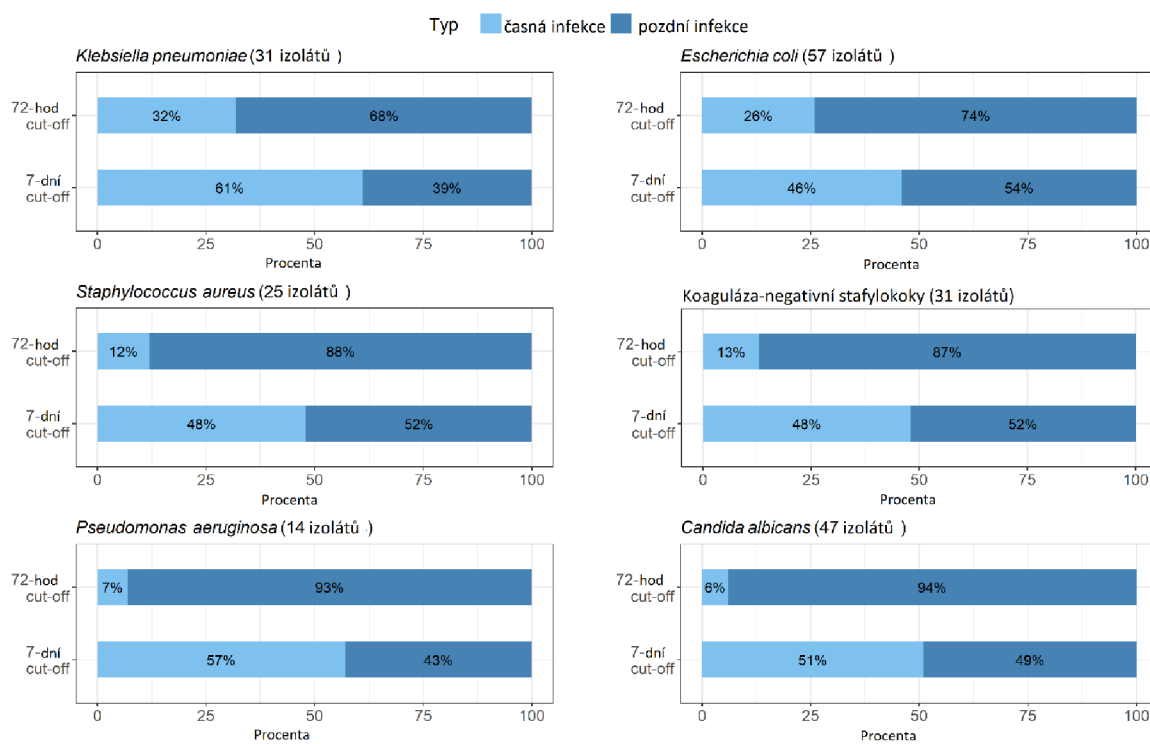 Typ časná infekce pozdní infekce
Klebsiella pneumoniae (31 izolátů )
72-hod
cut-off
32%
68%
7-dní
cut-off
61%
39%
0 25 50 75 100
Procenta
Escherichia coli (57 izolátů )
72-hod
cut-off
26%
74%
7-dní
cut-off
46%
54%
0 25 50 75 100
Procenta
Staphylococcus aureus (25 izolátů )
72-hod
cut-off
12%
88%
7-dní
cut-off
48%
52%
0 25 50 75 100
Procenta
Koaguláza-negativní stafylokoky (31 izolátů)
72-hod
cut-off
13%
87%
7-dní
cut-off
48%
52%
0 25 50 75 100
Procenta
Pseudomonas aeruginosa (14 izolátů )
72-hod
cut-off
7%
93%
7-dní
cut-off
57%
43%
0 25 50 75 100
Procenta
Candida albicans (47 izolátů )
72-hod
cut-off
6%
94%
7-dní
cut-off
51%
49%
0 25 50 75 100
Procenta